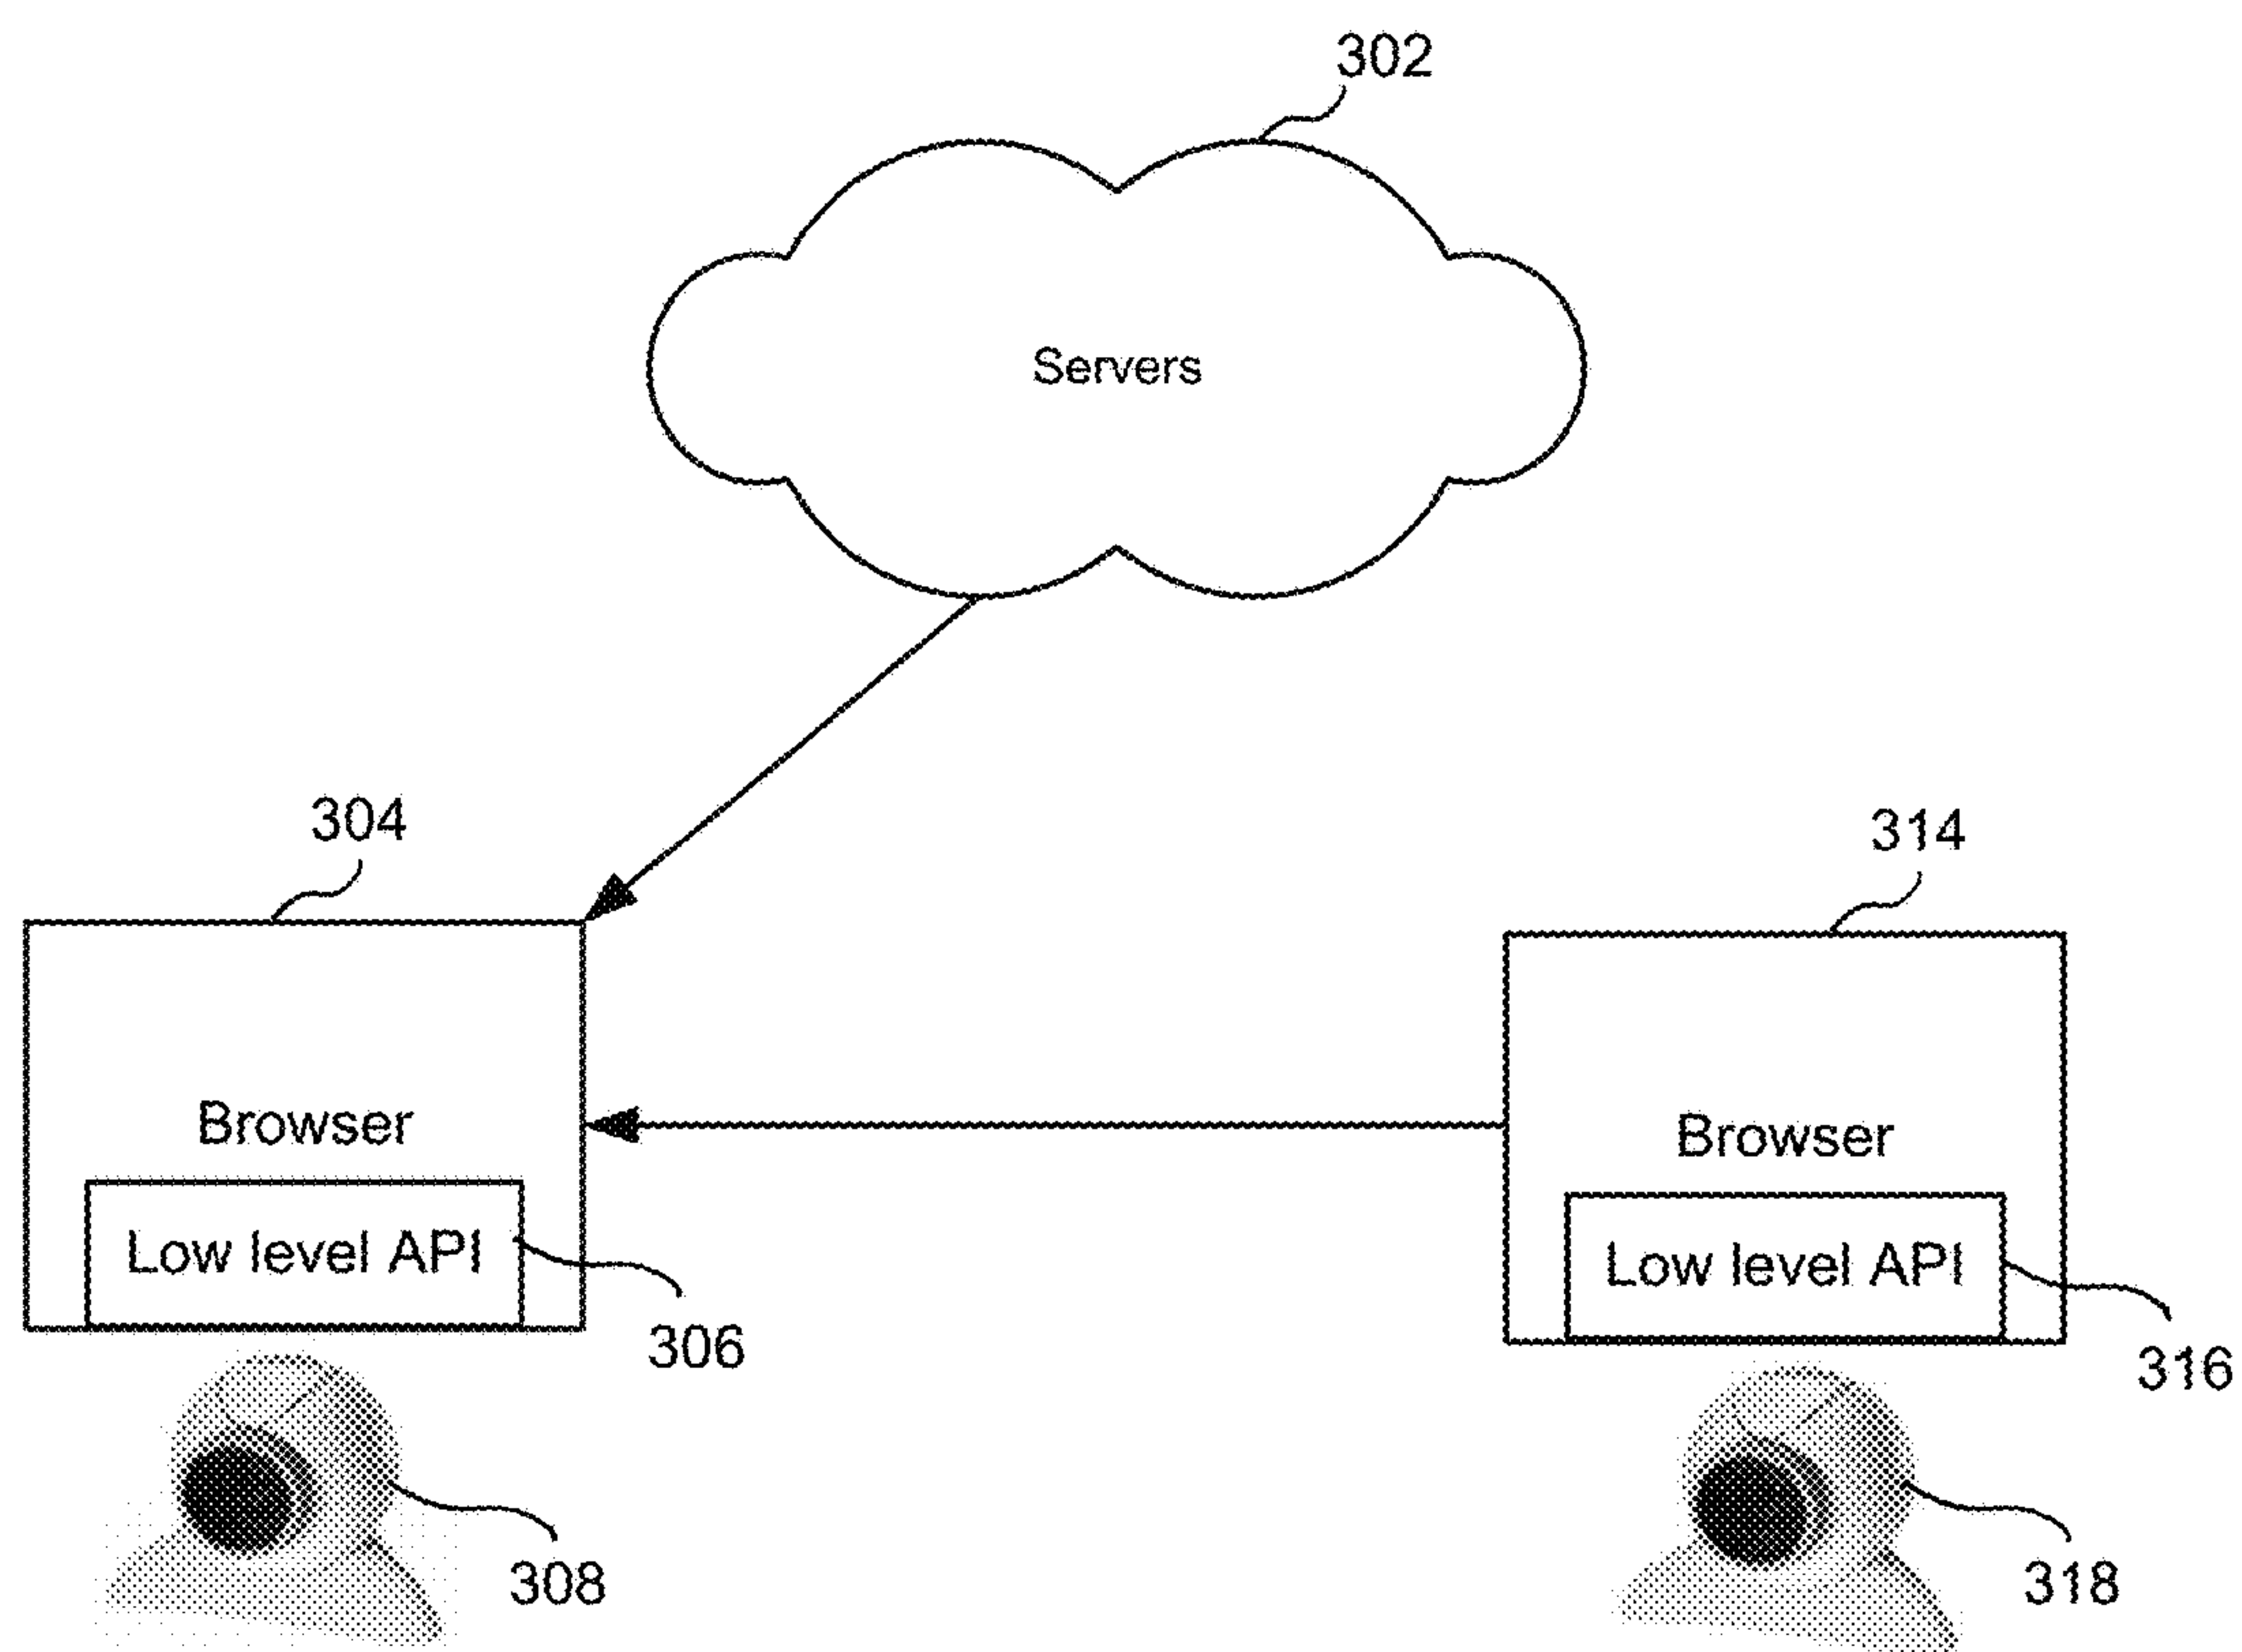 302
Servers
304
314
Browser
Browser
Low level API
Low level API
306
316
308
318